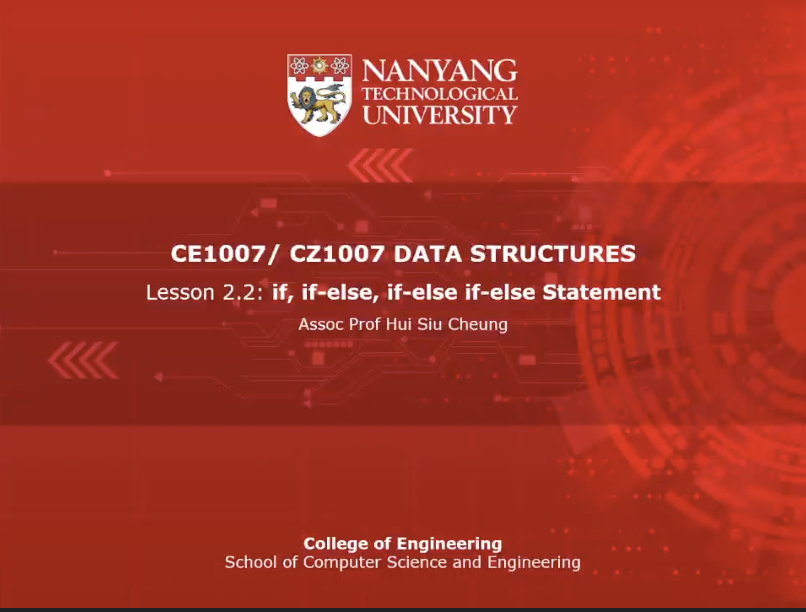 NANYANG
TECHNOLOGICAL
UNIVERSITY
CE1007/ CZ1007 DATA STRUCTURES
Lesson 2.2: if, if-else, if-else if-else Statement
Assoc Prof Hui Siu Cheung
College of Engineering
School of Computer Science and Engineering